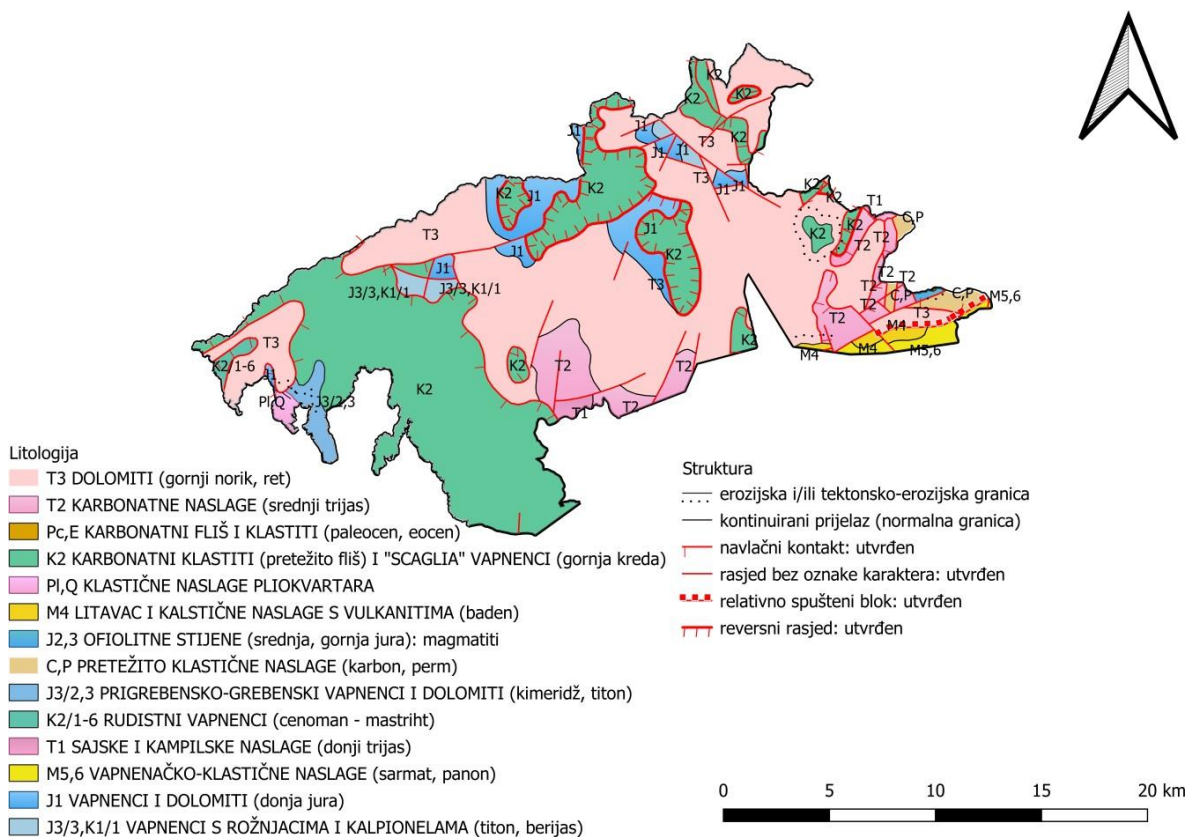 K2
K2
K2
K2
J1
J1
T3
K2
J1
J1
J1
T3
J1
J1
K2
J1
K2
K2
K2
T1
C,P
K2
K2
T2
T2
T3
J1
K2
J1
J1
T3
J3/3,K1/1
J3/3,K1/1
T2
T2
T2
C,P
C,P
M5,6
T2
T3
T2
M4
K2
M4
M4
M5,6
T3
K2/1-6
J1
Pl,Q
J3/2,3
K2
K2
T2
T2
T1
T2
Litologija
T3 DOLOMITI (gornji norik, ret)
T2 KARBONATNE NASLAGE (srednji trijas)
Pc,E KARBONATNI FLIŠ I KLASTITI (paleocen, eocen)
K2 KARBONATNI KLASTITI (pretežito fliš) I "SCAGLIA" VAPNENCI (gornja kreda)
Pl,Q KLASTIČNE NASLAGE PLIOKVARTARA
M4 LITAVAC I KALSTIČNE NASLAGE S VULKANITIMA (baden)
J2,3 OFIOLITNE STIJENE (srednja, gornja jura): magmatiti
C,P PRETEŽITO KLASTIČNE NASLAGE (karbon, perm)
J3/2,3 PRIGREBENSKO-GREBENSKI VAPNENCI I DOLOMITI (kimeridž, titon)
K2/1-6 RUDISTNI VAPNENCI (cenoman - mastriht)
T1 SAJSKE I KAMPILSKE NASLAGE (donji trijas)
M5,6 VAPNENAČKO-KLASTIČNE NASLAGE (sarmat, panon)
J1 VAPNENCI I DOLOMITI (donja jura)
J3/3,K1/1 VAPNENCI S ROŽNJACIMA I KALPIONELAMA (titon, berijas)
Struktura
erozijska i/ili tektonsko-erozijska granica
kontinuirani prijelaz (normalna granica)
navlačni kontakt: utvrđen
rasjed bez oznake karaktera: utvrđen
relativno spušteni blok: utvrđen
reversni rasjed: utvrđen
0 5 10 15 20 km